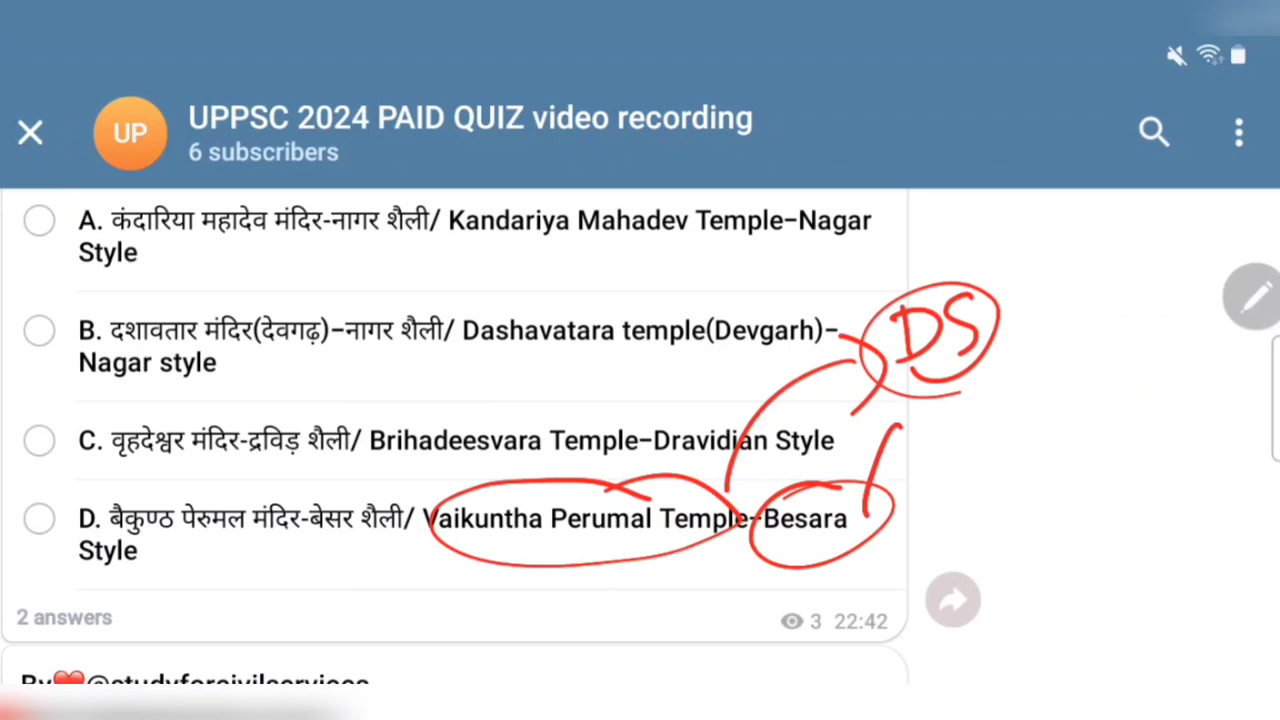 UPPSC 2024 PAID QUIZ video recording
UP
6 subscribers
A. कंदारिया महादेव मंदिर-नागर शैली/ Kandariya Mahadev Temple-Nagar
Style
DS
B. दशावतार मंदिर(देवगढ़)-नागर शैली/ Dashavatara temple(Devgarh)-
Nagar style
C. वृहदेश्वर मंदिर-द्रविड़ शैली/ Brihadeesvara Temple-Dravidian Style
D. बैकुण्ठ पेरुमल मंदिर-बेसर शैली/ Vaikuntha Perumal Temple-Besara
Style
2 answers
3 22:42
By❤️@studyforcivilservices